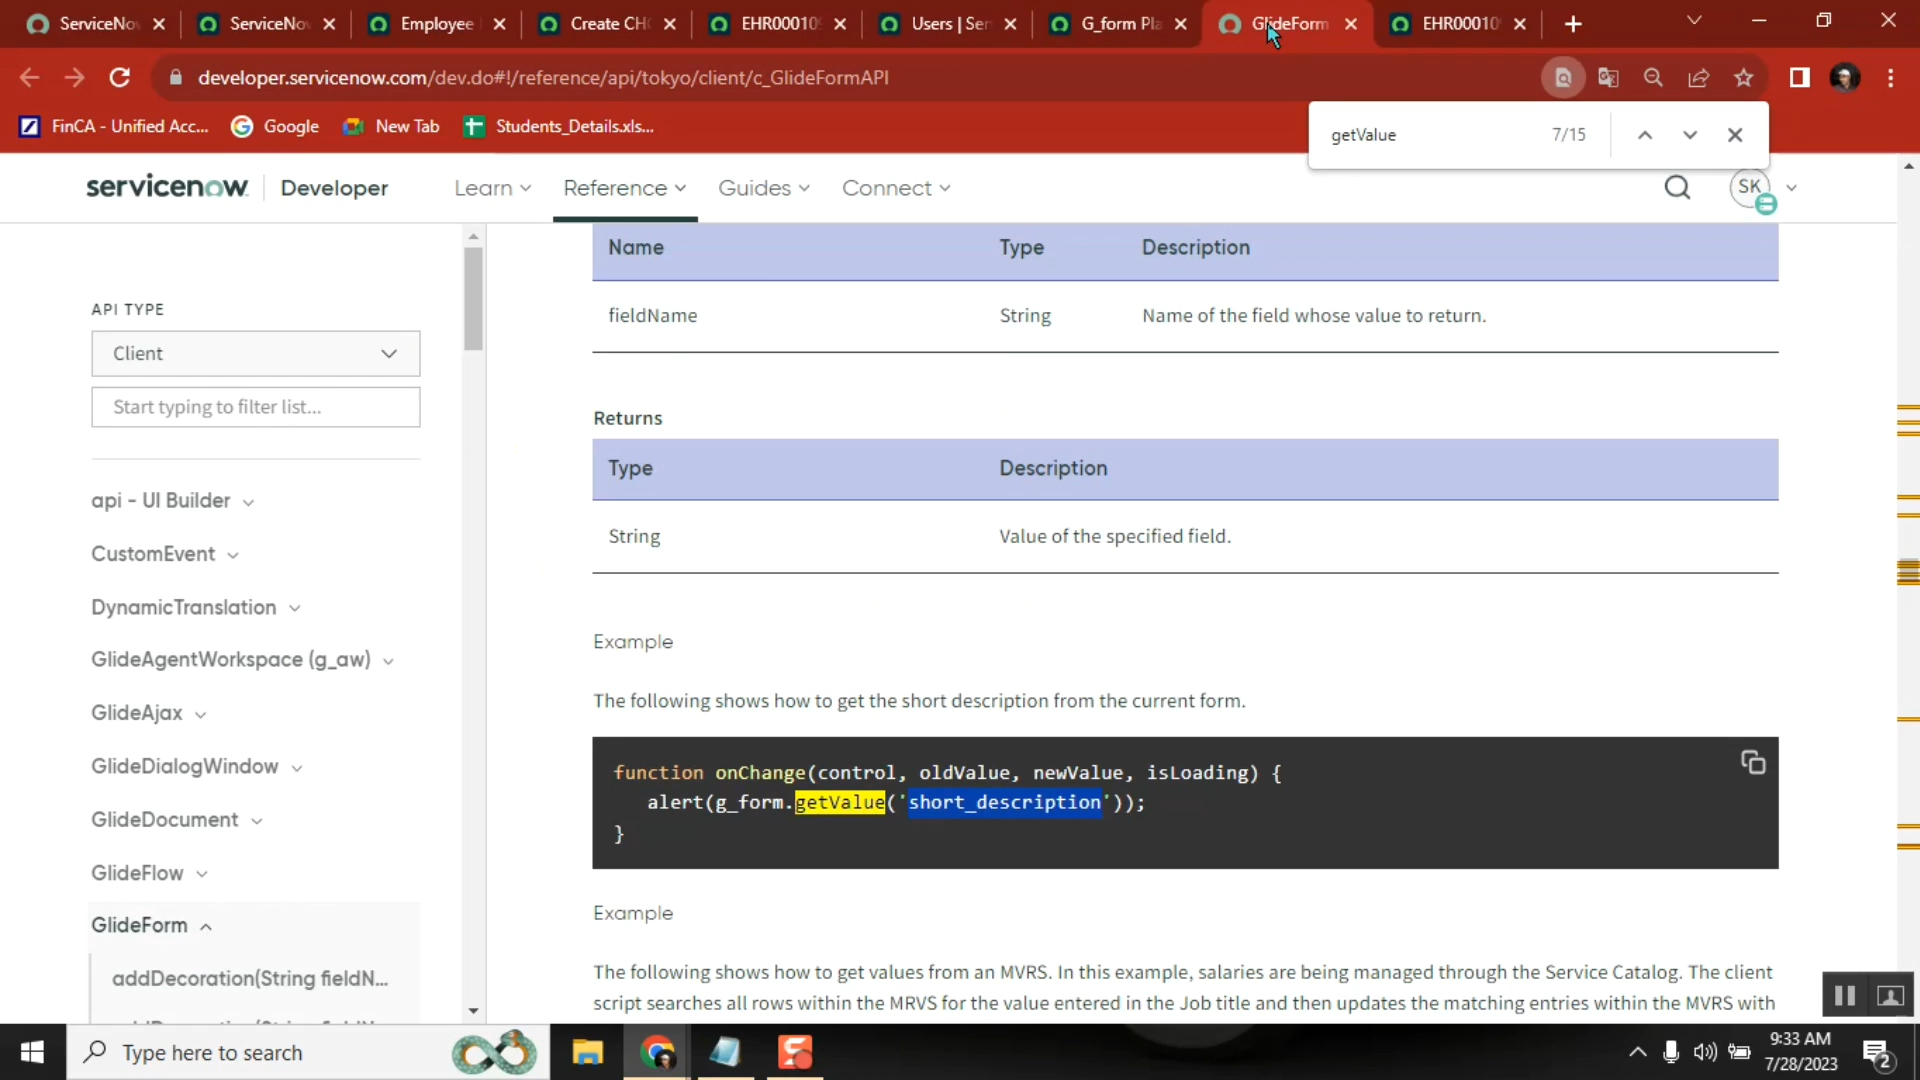 ServiceNo
ServiceNo
Employee
Create CH
EHR00010
Users | Ser
G_form Pla
GlideForm
EHR00010
developer.servicenow.com/dev.do#!/reference/api/tokyo/client/c_GlideFormAPI
FinCA - Unified Acc...
Google
New Tab
Students_Details.xls...
getValue
7/15
servicenow
Developer
Learn
Reference
Guides
Connect
SK
API TYPE
Client
Start typing to filter list...
api - UI Builder
CustomEvent
DynamicTranslation
GlideAgentWorkspace (g_aw)
GlideAjax
GlideDialogWindow
GlideDocument
GlideFlow
GlideForm
addDecoration(String fieldN...
Name Type Description
fieldName String Name of the field whose value to return.
Returns
Type Description
String Value of the specified field.
Example
The following shows how to get the short description from the current form.
function onChange(control, oldValue, newValue, isLoading) {
alert(g_form.getValue('short_description'));
}
Example
The following shows how to get values from an MVRS. In this example, salaries are being managed through the Service Catalog. The client
script searches all rows within the MRVS for the value entered in the Job title and then updates the matching entries within the MVRS with
Type here to search
9:33 AM
7/28/2023
2